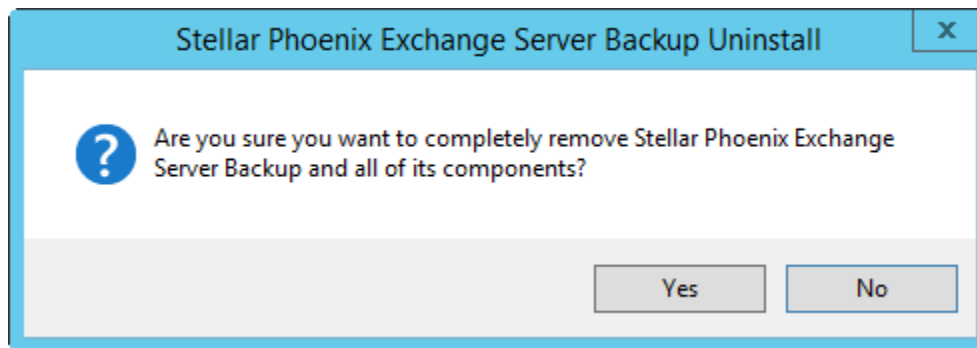 Stellar Phoenix Exchange Server Backup Uninstall
x
?
Are you sure you want to completely remove Stellar Phoenix Exchange
Server Backup and all of its components?
Yes
No